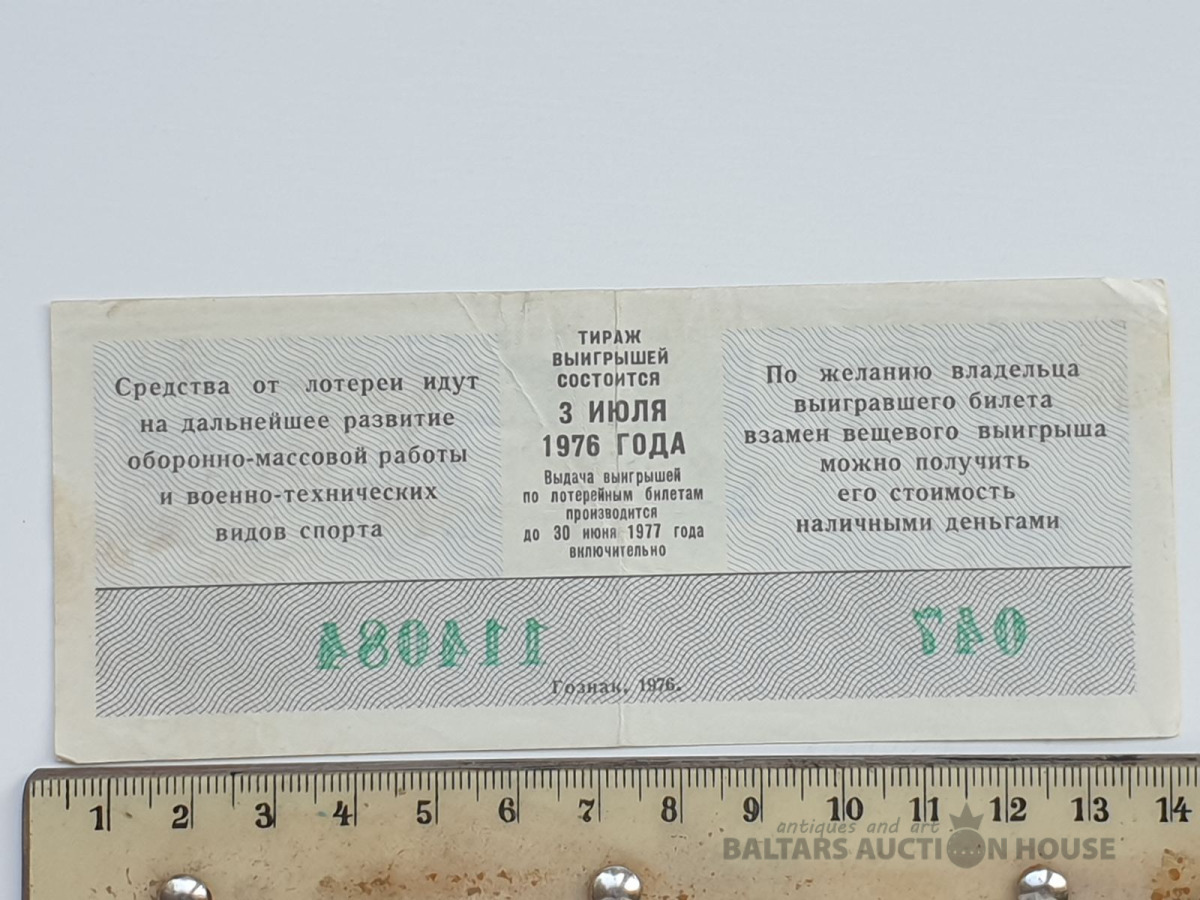 Средства от лотереи идут
на дальнейшее развитие
оборонно-массовой работы
и военно-технических
видов спорта
ТИРАЖ
ВЫИГРЫШЕЙ
СОСТОИТСЯ
3 ИЮЛЯ
1976 ГОДА
Выдача выигрышей
по лотерейным билетам
производится
до 30 июня 1977 года
включительно
По желанию владельца
выигравшего билета
взамен вещевого выигрыша
можно получить
его стоимость
наличными деньгами
114084 047
Гознак. 1976.
1 2 3 4 5 6 7 8 9 10 11 12 13 14
antiques and art
BALTARS AUCTION HOUSE